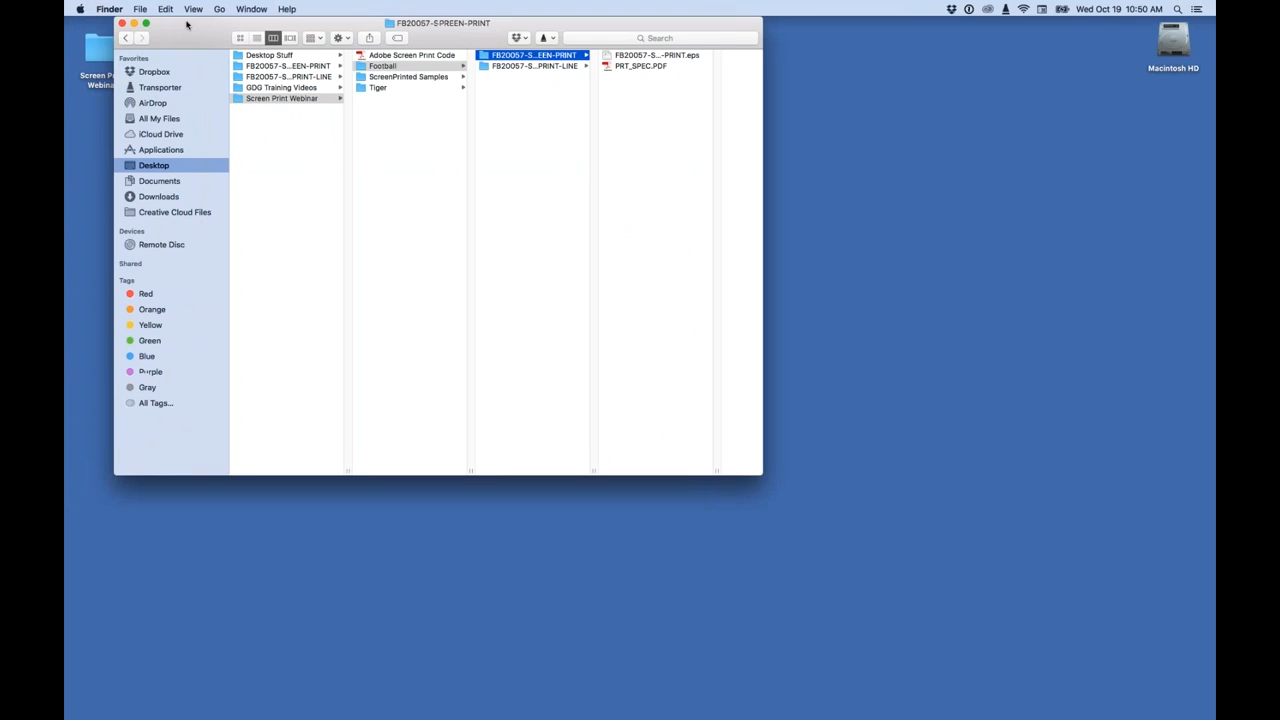 Finder File Edit View Go Window Help Wed Oct 19 10:50 AM
FB20057-SPREEN-PRINT
Search
Screen Pr
Webina
Macintosh HD
Favorites
Dropbox
Transporter
AirDrop
All My Files
iCloud Drive
Applications
Desktop
Documents
Downloads
Creative Cloud Files
Devices
Remote Disc
Shared
Tags
Red
Orange
Yellow
Green
Blue
Purple
Gray
All Tags...
Desktop Stuff
FB20057-S...EEN-PRINT
FB20057-S...PRINT-LINE
GDG Training Videos
Screen Print Webinar
Adobe Screen Print Code
Football
ScreenPrinted Samples
Tiger
FB20057-S...EEN-PRINT
FB20057-S...PRINT-LINE
FB20057-S...-PRINT.eps
PRT_SPEC.PDF